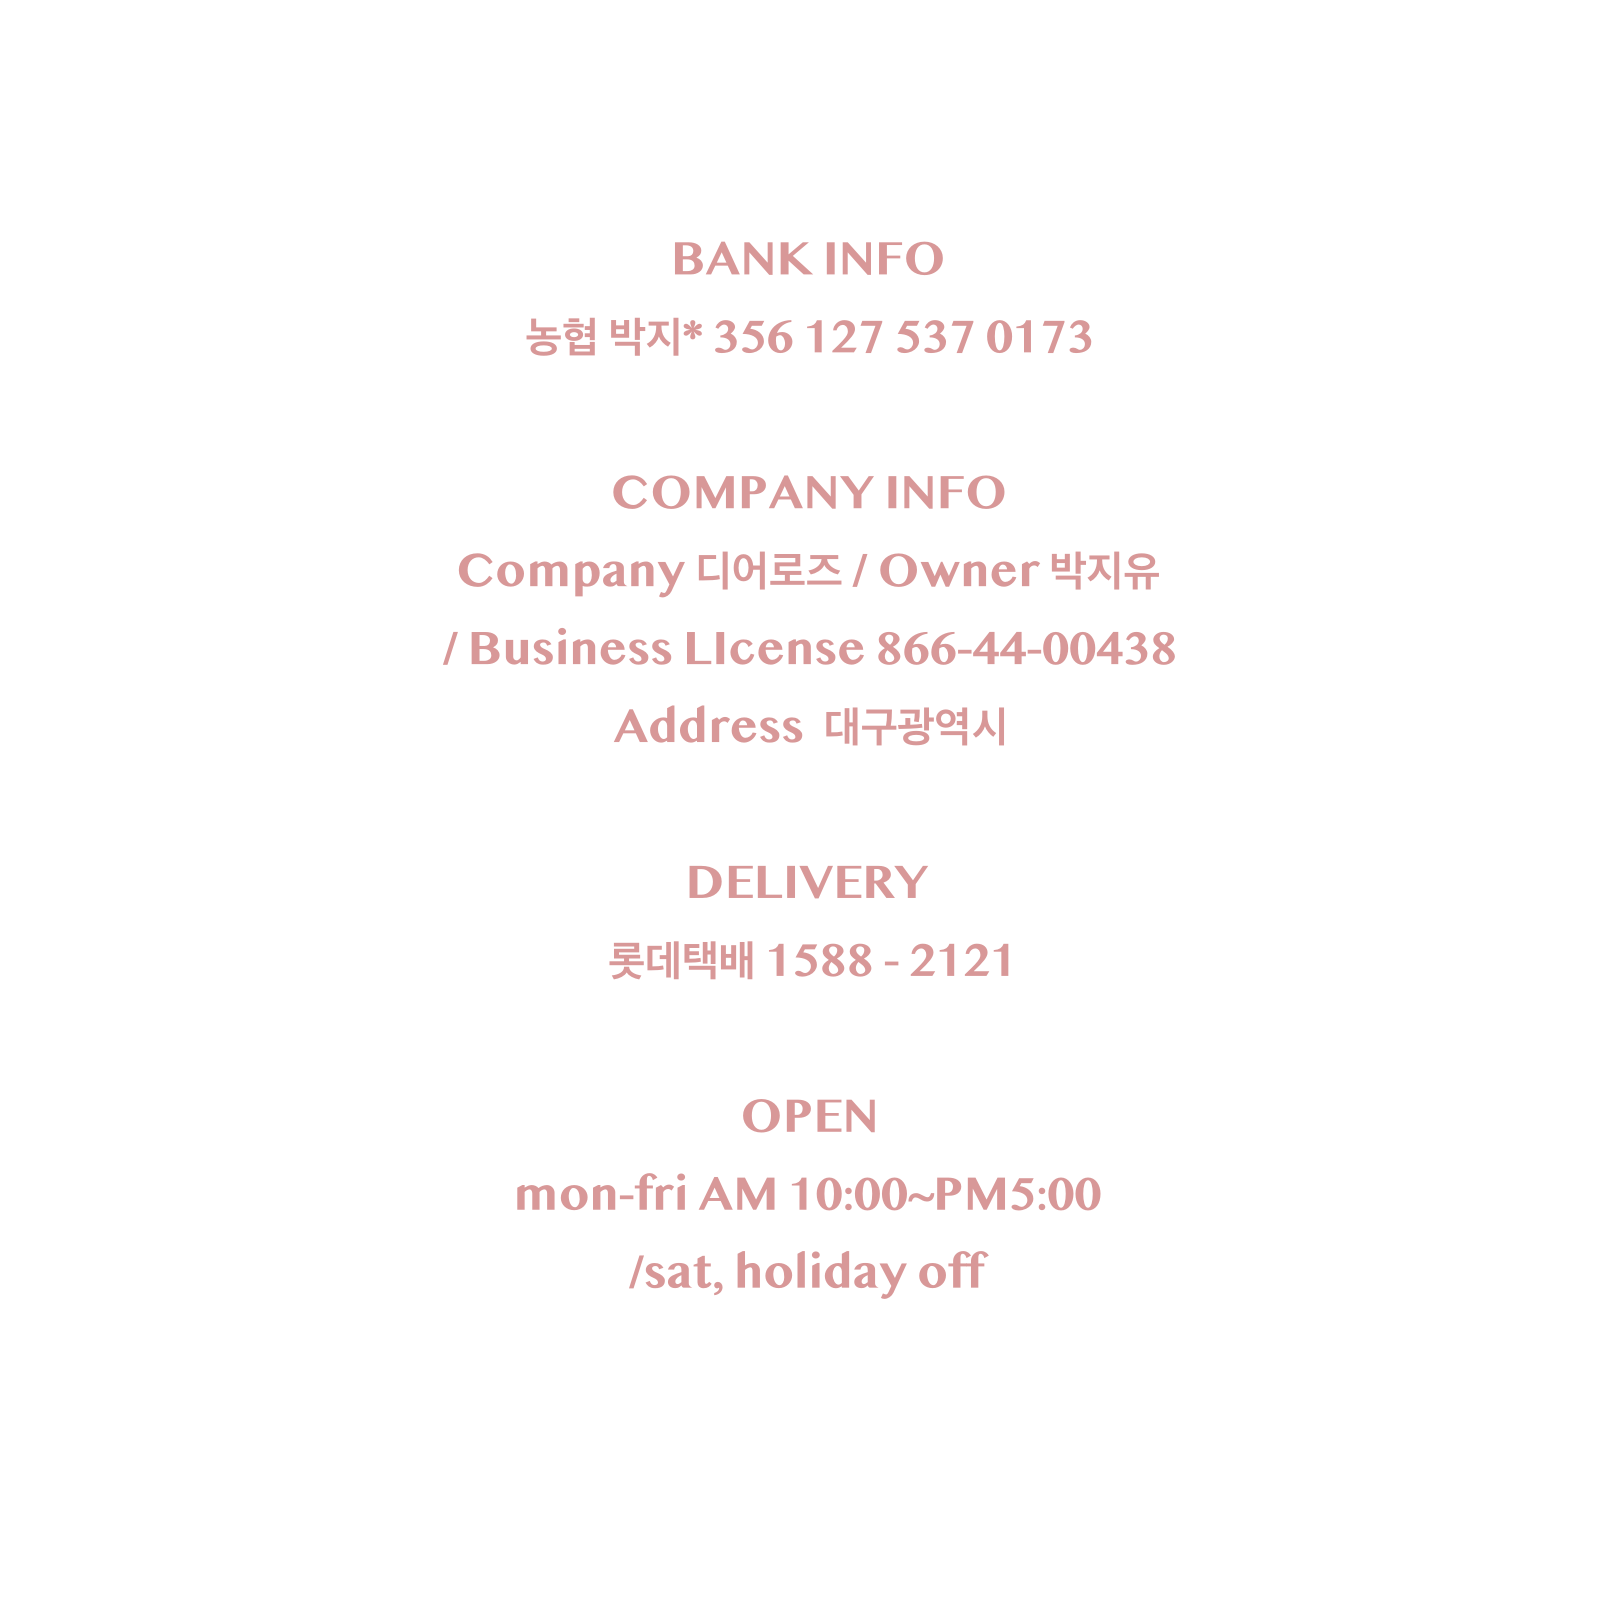 BANK INFO
농협 박지* 356 127 537 0173
COMPANY INFO
Company 디어로즈 / Owner 박지유
/ Business LIcense 866-44-00438
Address 대구광역시
DELIVERY
롯데택배 1588 - 2121
OPEN
mon-fri AM 10:00~PM5:00
/sat, holiday off